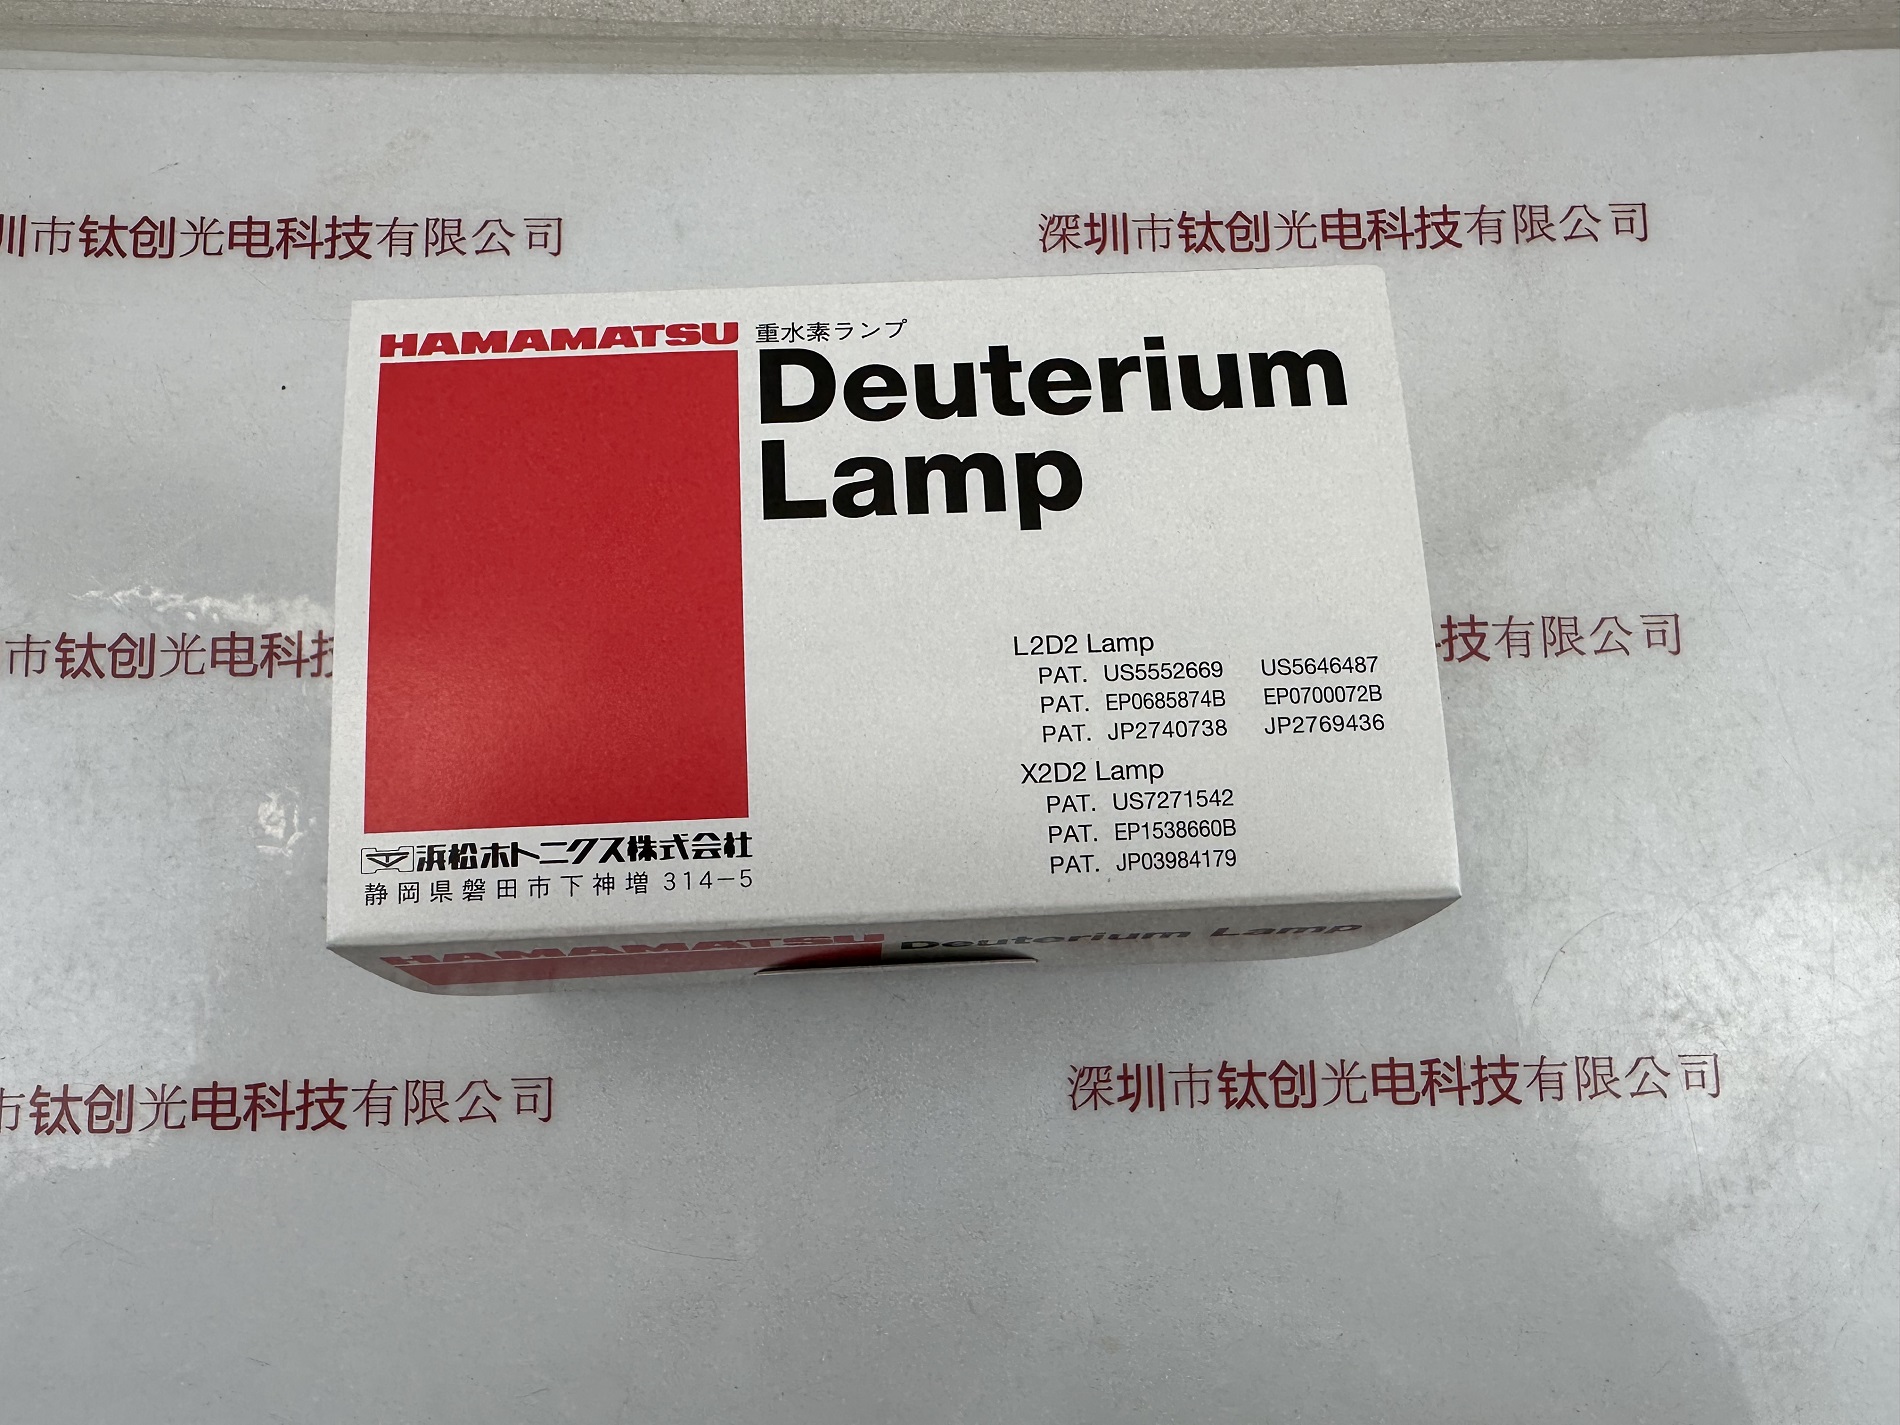 圳市钛创光电科技有限公司
深圳市钛创光电科技有限公司
HAMAMATSU
重水素ランプ
Deuterium
Lamp
市钛创光电科技
技有限公司
L2D2 Lamp
PAT. US5552669 US5646487
PAT. EP0685874B EP0700072B
PAT. JP2740738 JP2769436
X2D2 Lamp
PAT. US7271542
PAT. EP1538660B
PAT. JP03984179
浜松ホトニクス株式会社
静岡県磐田市下神増 314-5
HAMAMATSU Deuterium Lamp
市钛创光电科技有限公司
深圳市钛创光电科技有限公司